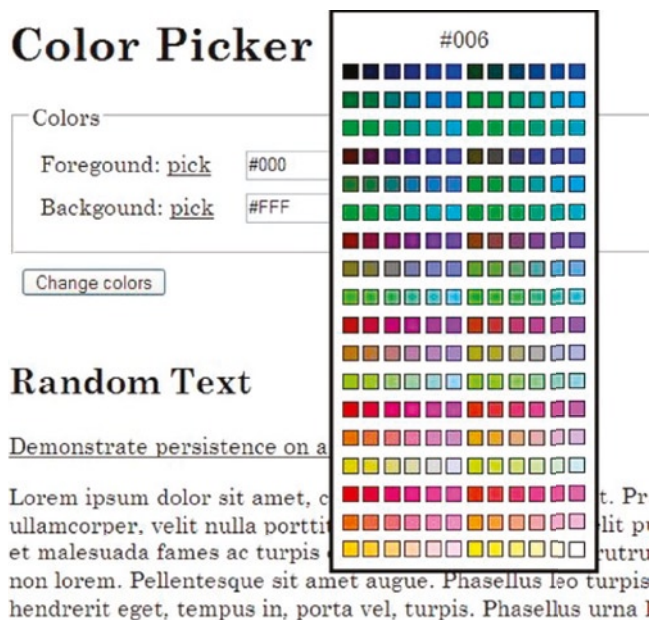 Color Picker
#006
Colors
Foregound: pick #000
Backgound: pick #FFF
Change colors
Random Text
Demonstrate persistence on a
Lorem ipsum dolor sit amet, c t. Pr
ullamcorper, velit nulla portti elit pu
et malesuada fames ac turpis rutru
non lorem. Pellentesque sit amet augue. Phasellus leo turpis
hendrerit eget, tempus in, porta vel, turpis. Phasellus urna